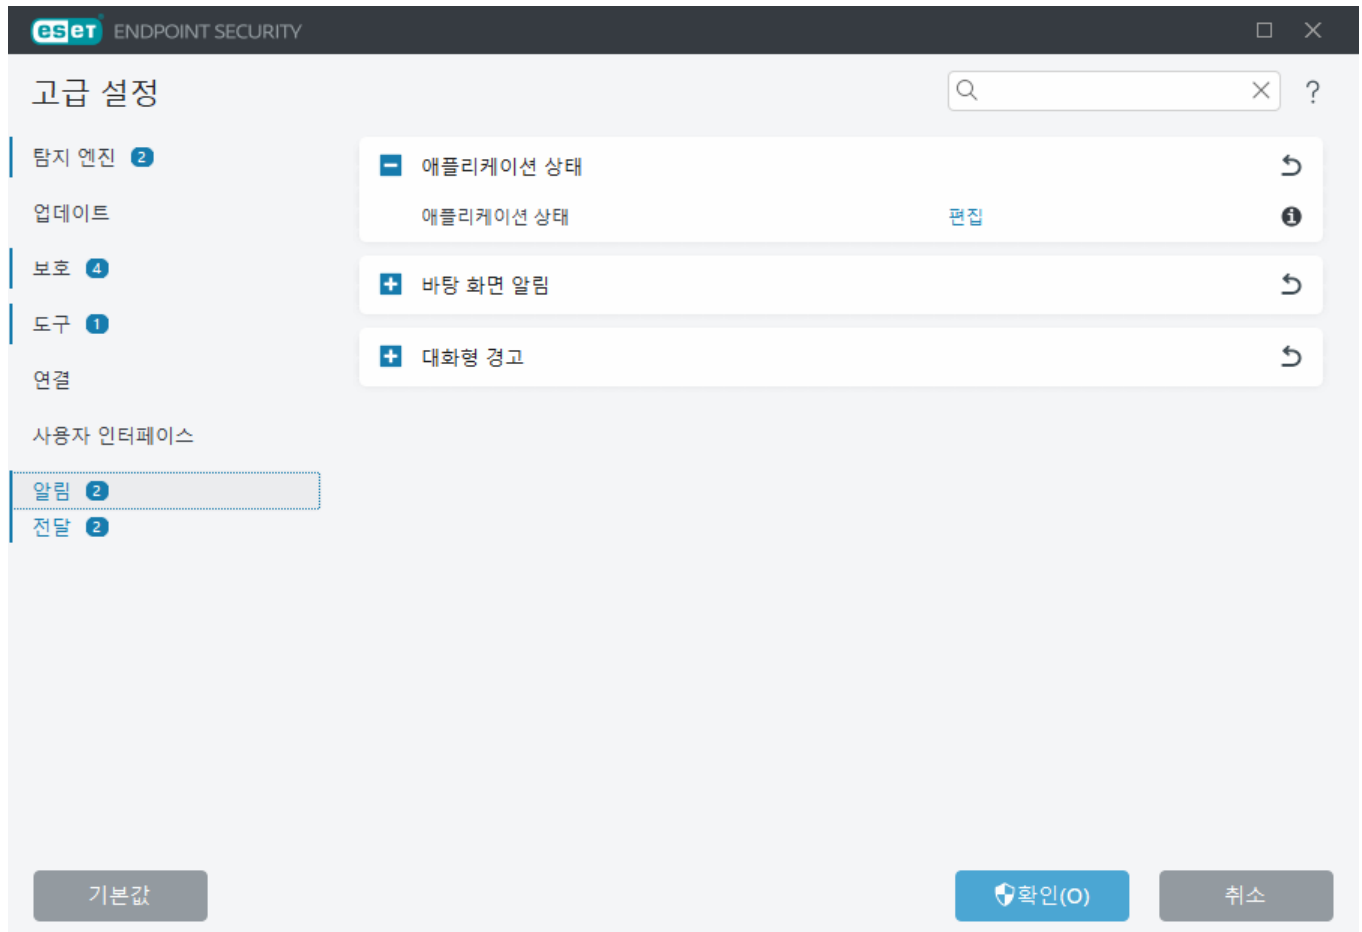 eset ENDPOINT SECURITY
고급 설정
?
탐지 엔진 2
업데이트
보호 4
도구 1
연결
사용자 인터페이스
알림 2
전달 2
애플리케이션 상태
애플리케이션 상태 편집
바탕 화면 알림
대화형 경고
기본값
확인(O)
취소